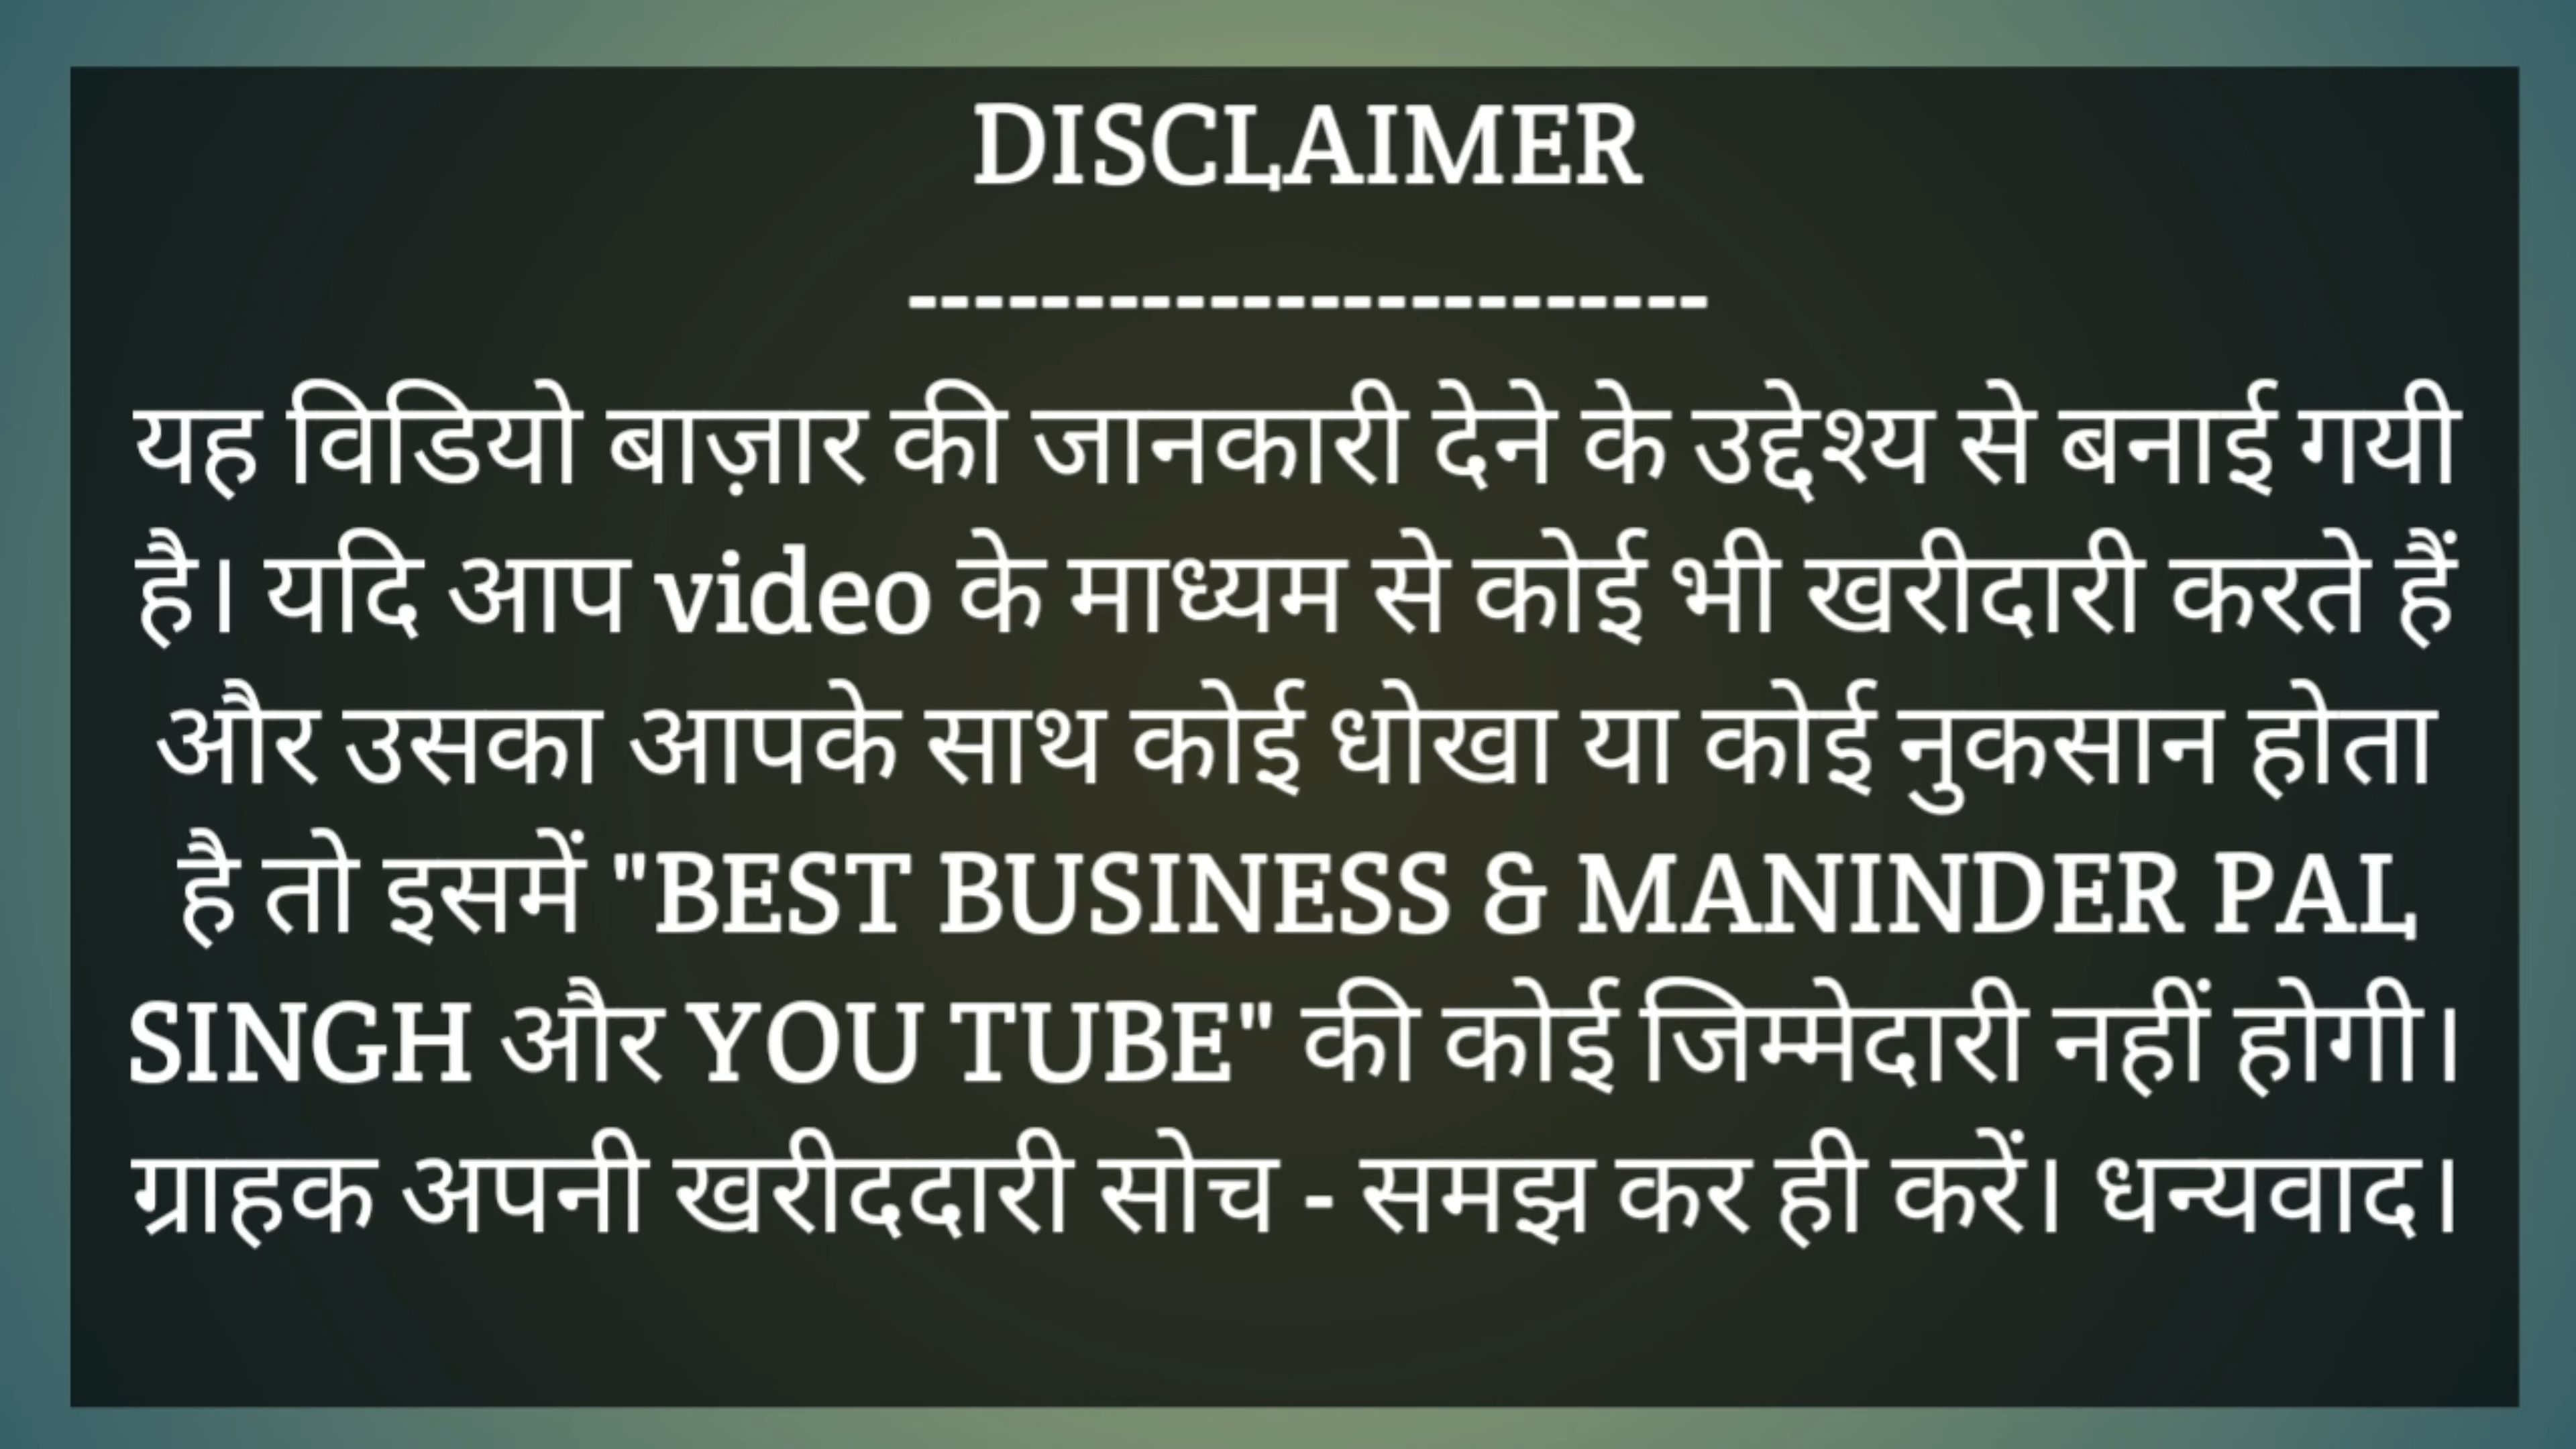 DISCLAIMER
-------------------------
यह विडियो बाज़ार की जानकारी देने के उद्देश्य से बनाई गयी
है। यदि आप video के माध्यम से कोई भी खरीदारी करते हैं
और उसका आपके साथ कोई धोखा या कोई नुकसान होता
है तो इसमें "BEST BUSINESS & MANINDER PAL
SINGH और YOU TUBE" की कोई जिम्मेदारी नहीं होगी।
ग्राहक अपनी खरीददारी सोच - समझ कर ही करें। धन्यवाद।